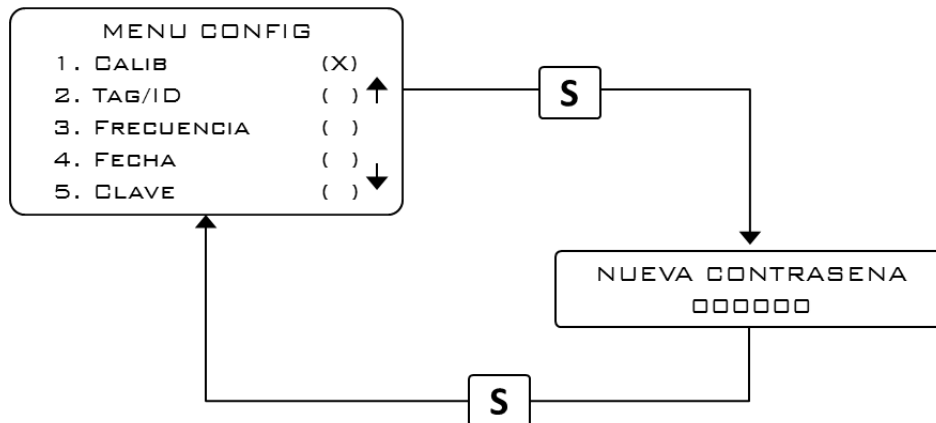 MENU CONFIG
1. CALIB (X)
2. TAG/ID ( )
3. FRECUENCIA ( )
4. FECHA ( )
5. CLAVE ( )
S
NUEVA CONTRASENA
000000
S